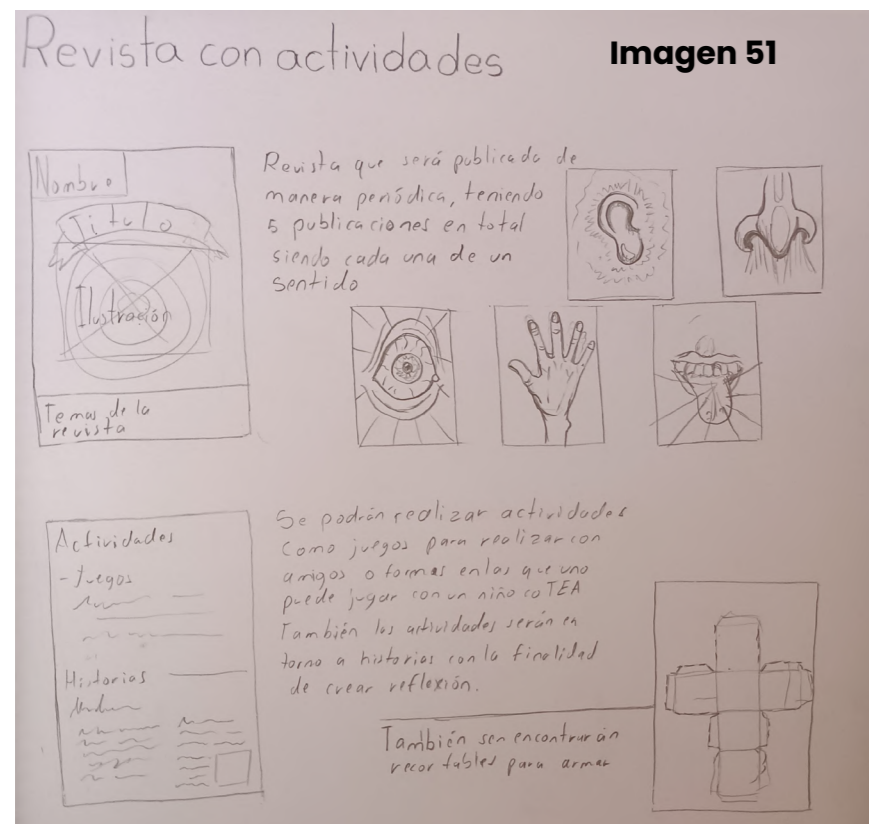 Revista con actividades
Imagen 51
Nombre
Titulo
Ilustración
Temas de la
revista
Revista que será publicada de
manera periódica, teniendo
5 publicaciones en total
siendo cada una de un
sentido
Actividades
- Juegos
Historias
Se podrán realizar actividades
como juegos para realizar con
amigos o formas en las que uno
puede jugar con un niño co TEA
También las actividades serán en
torno a historias con la finalidad
de crear reflexión.
También sen encontrarán
recortables para armar